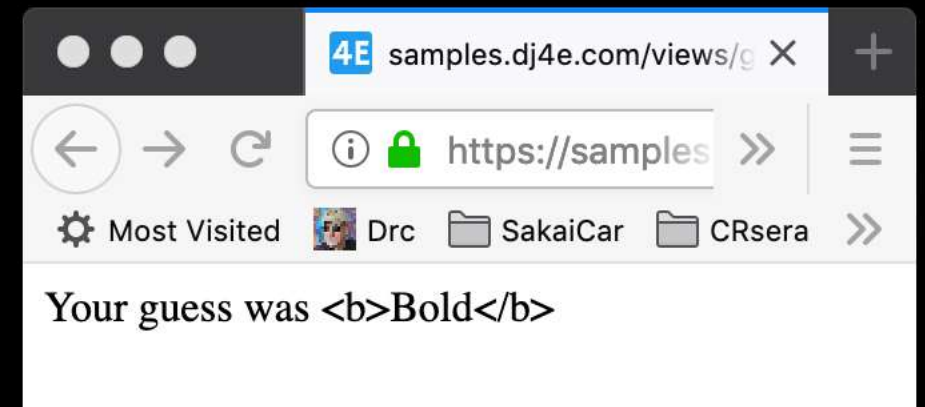 4E samples.dj4e.com/views/g
https://samples
Most Visited Drc SakaiCar CRsera
Your guess was <b>Bold</b>